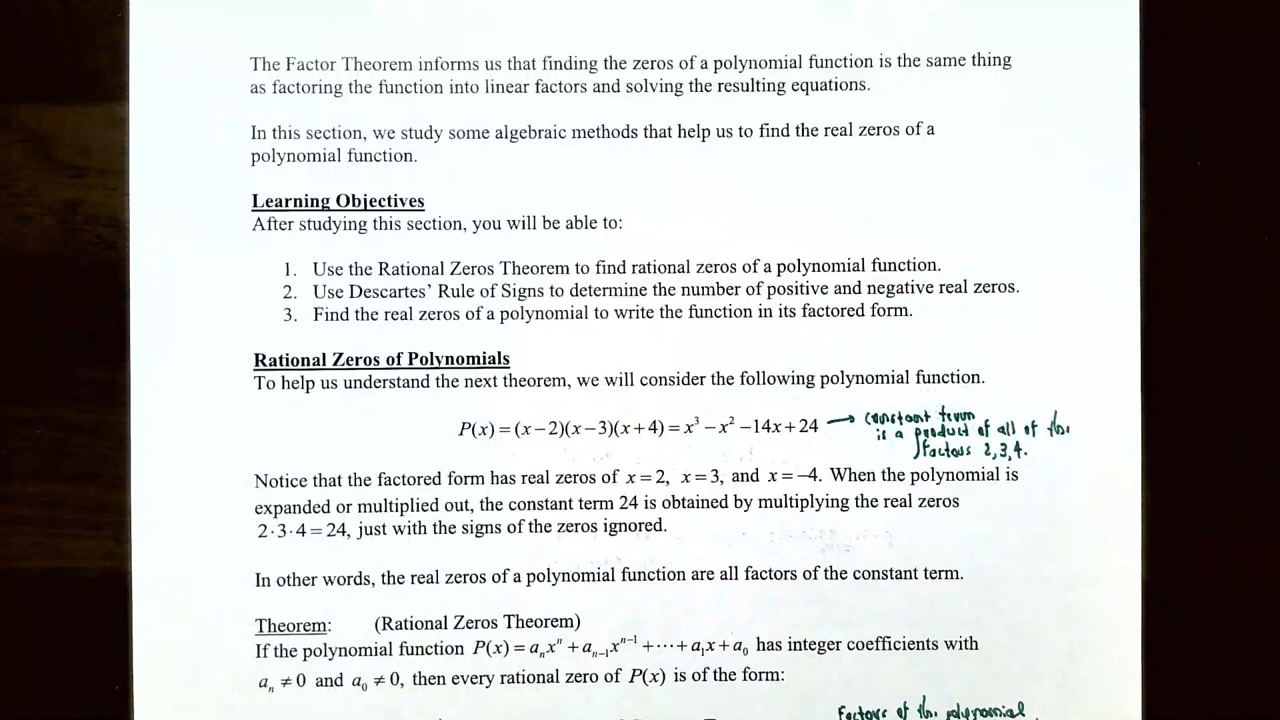 The Factor Theorem informs us that finding the zeros of a polynomial function is the same thing
as factoring the function into linear factors and solving the resulting equations.
In this section, we study some algebraic methods that help us to find the real zeros of a
polynomial function.
Learning Objectives
After studying this section, you will be able to:
1. Use the Rational Zeros Theorem to find rational zeros of a polynomial function.
2. Use Descartes' Rule of Signs to determine the number of positive and negative real zeros.
3. Find the real zeros of a polynomial to write the function in its factored form.
Rational Zeros of Polynomials
To help us understand the next theorem, we will consider the following polynomial function.
P(x) = (x−2)(x−3)(x+4) = x³ − x² −14x + 24 → constant term
is a product of all of the
factors 2,3,4.
Notice that the factored form has real zeros of x = 2, x = 3, and x = −4. When the polynomial is
expanded or multiplied out, the constant term 24 is obtained by multiplying the real zeros
2·3·4 = 24, just with the signs of the zeros ignored.
In other words, the real zeros of a polynomial function are all factors of the constant term.
Theorem: (Rational Zeros Theorem)
If the polynomial function P(x) = aₙxⁿ + aₙ₋₁xⁿ⁻¹ + ⋯ + a₁x + a₀ has integer coefficients with
aₙ ≠ 0 and a₀ ≠ 0, then every rational zero of P(x) is of the form:
Factors of the polynomial